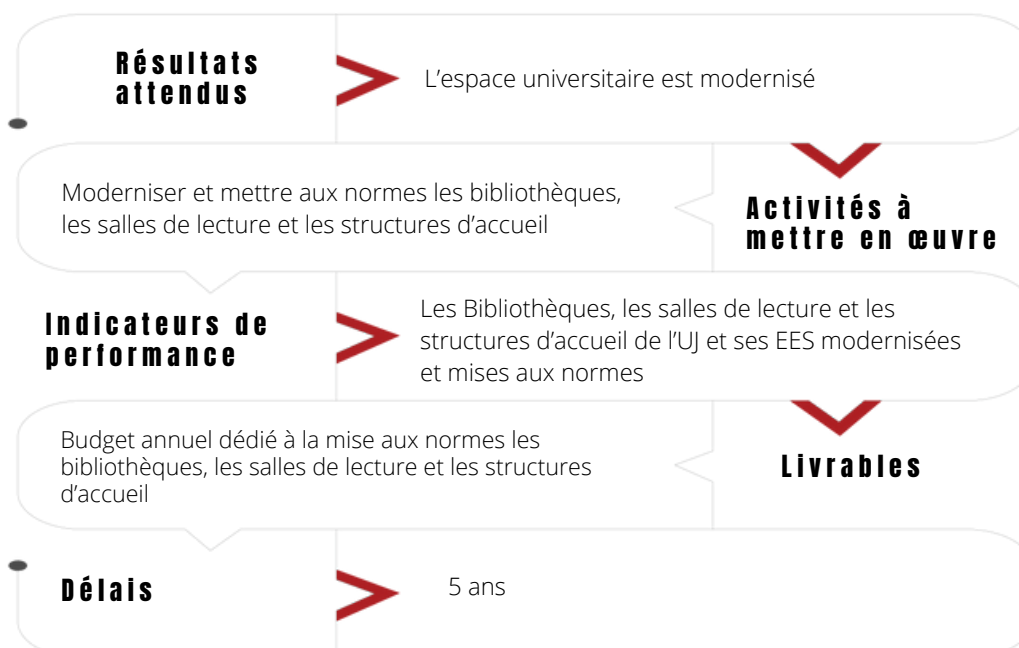 Résultats
attendus
L’espace universitaire est modernisé
Moderniser et mettre aux normes les bibliothèques,
les salles de lecture et les structures d’accueil
Activités à
mettre en œuvre
Indicateurs de
performance
Les Bibliothèques, les salles de lecture et les
structures d’accueil de l’UJ et ses EES modernisées
et mises aux normes
Budget annuel dédié à la mise aux normes les
bibliothèques, les salles de lecture et les structures
d’accueil
Livrables
Délais
5 ans